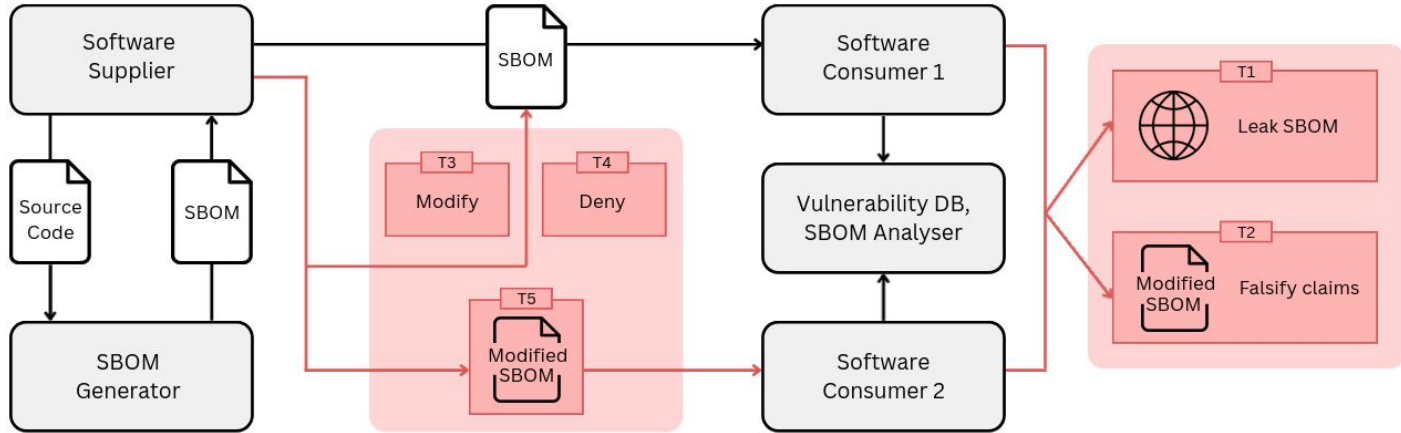 Software
Supplier
SBOM
Software
Consumer 1
T1
Leak SBOM
T3
Modify
T4
Deny
Source
Code
SBOM
Vulnerability DB,
SBOM Analyser
T2
Modified
SBOM
Falsify claims
T5
Modified
SBOM
SBOM
Generator
Software
Consumer 2